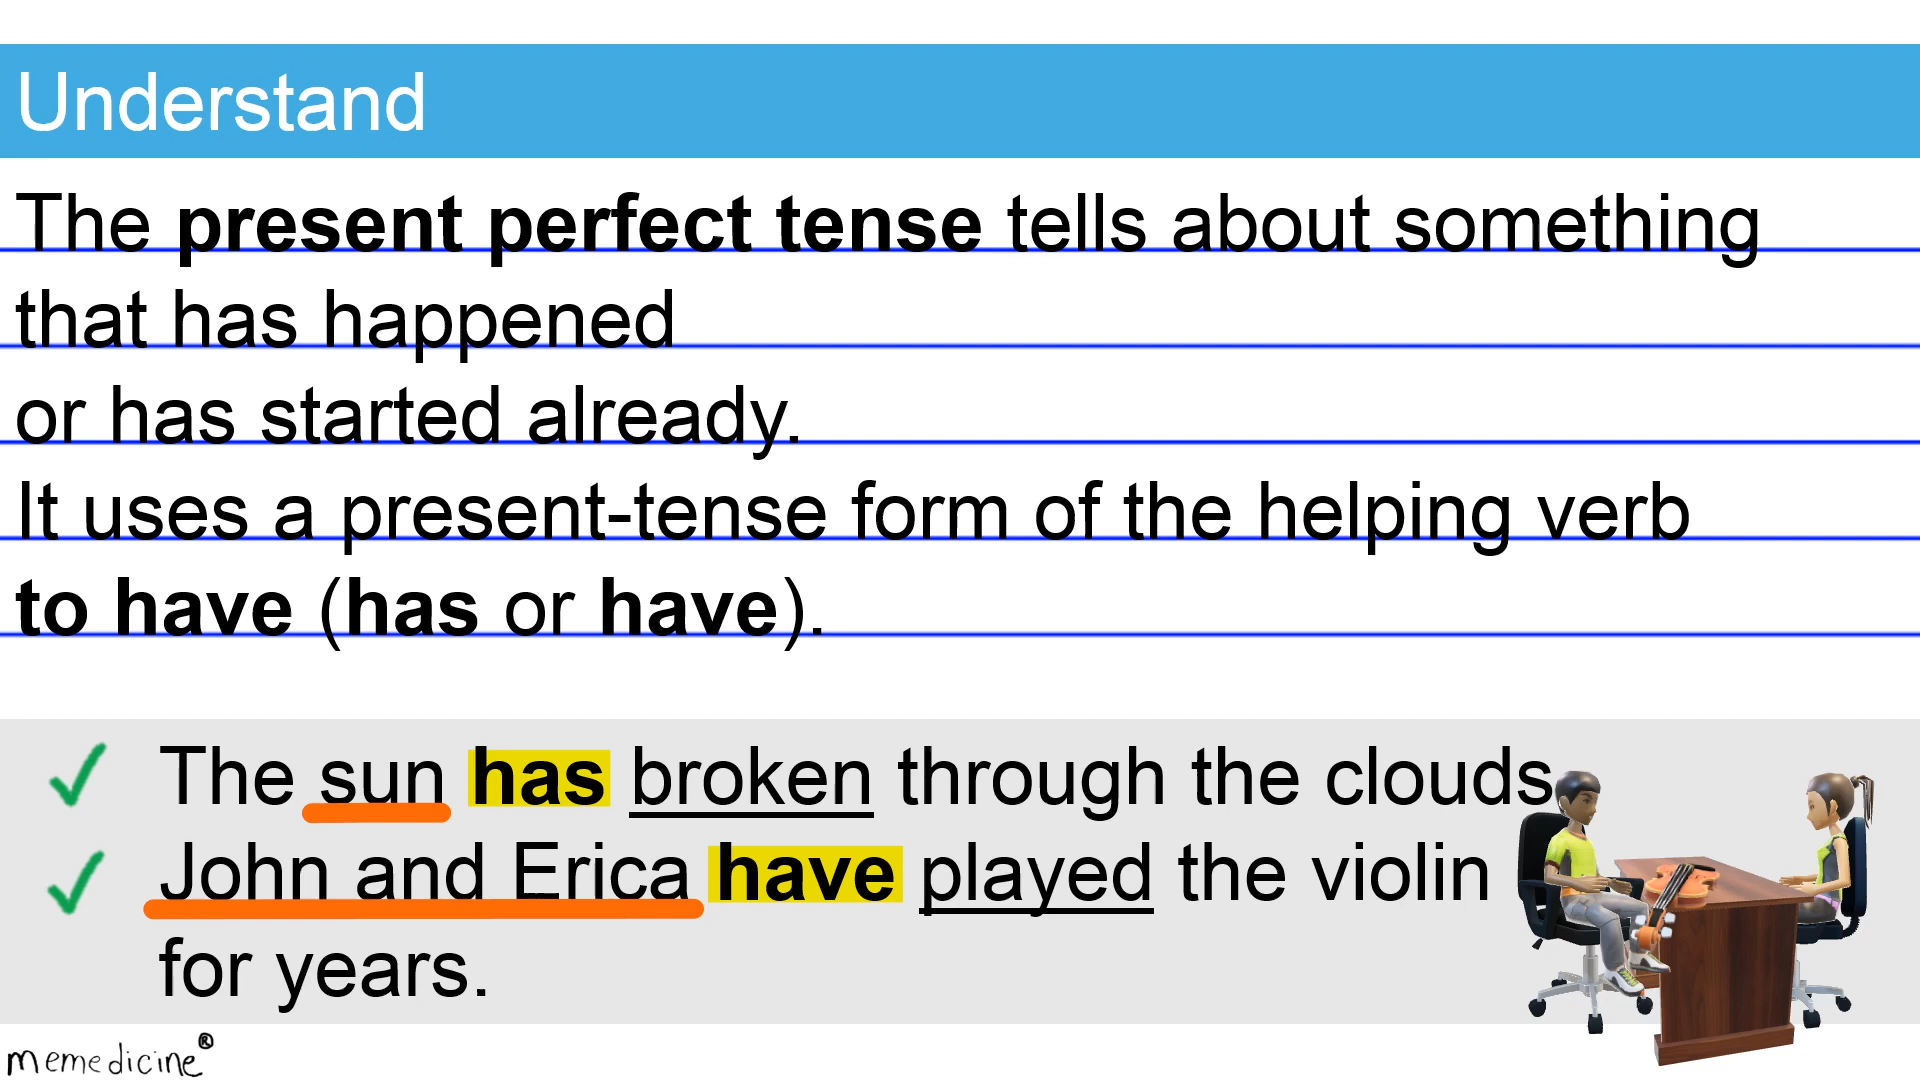 Understand
The present perfect tense tells about something
that has happened
or has started already.
It uses a present-tense form of the helping verb
to have (has or have).
The sun has broken through the clouds
John and Erica have played the violin
for years.
memedicine®